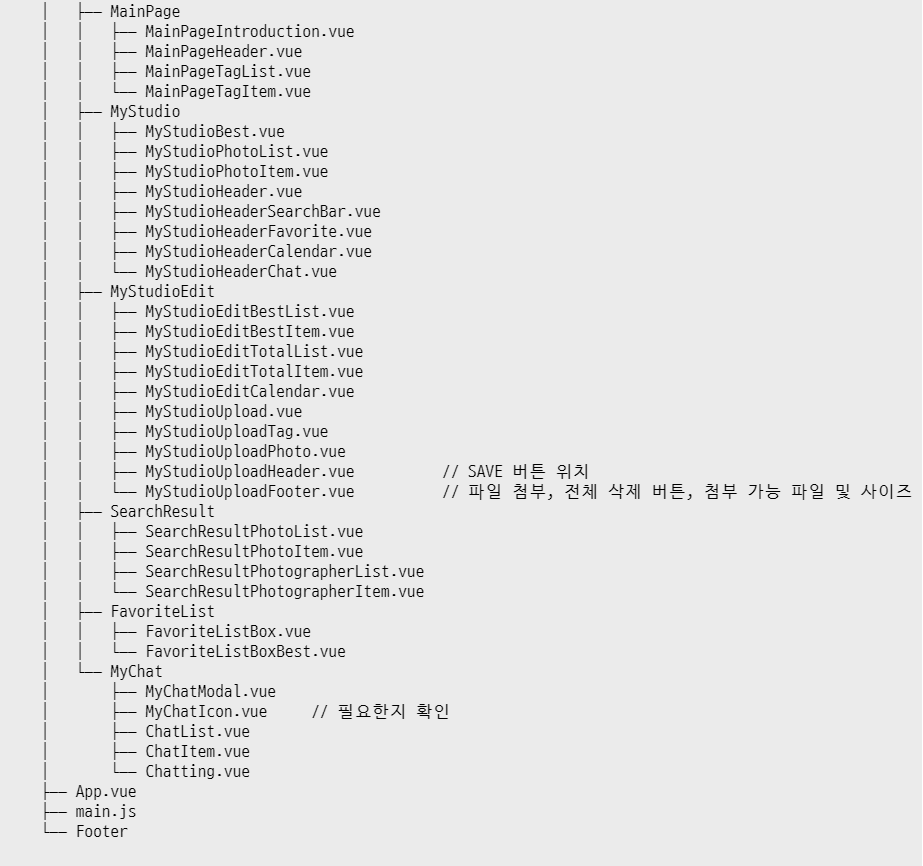 │   ├── MainPage
│   │   ├── MainPageIntroduction.vue
│   │   ├── MainPageHeader.vue
│   │   ├── MainPageTagList.vue
│   │   └── MainPageTagItem.vue
│   ├── MyStudio
│   │   ├── MyStudioBest.vue
│   │   ├── MyStudioPhotoList.vue
│   │   ├── MyStudioPhotoItem.vue
│   │   ├── MyStudioHeader.vue
│   │   ├── MyStudioHeaderSearchBar.vue
│   │   ├── MyStudioHeaderFavorite.vue
│   │   ├── MyStudioHeaderCalendar.vue
│   │   └── MyStudioHeaderChat.vue
│   ├── MyStudioEdit
│   │   ├── MyStudioEditBestList.vue
│   │   ├── MyStudioEditBestItem.vue
│   │   ├── MyStudioEditTotalList.vue
│   │   ├── MyStudioEditTotalItem.vue
│   │   ├── MyStudioEditCalendar.vue
│   │   ├── MyStudioUpload.vue
│   │   ├── MyStudioUploadTag.vue
│   │   ├── MyStudioUploadPhoto.vue
│   │   ├── MyStudioUploadHeader.vue          // SAVE 버튼 위치
│   │   └── MyStudioUploadFooter.vue          // 파일 첨부, 전체 삭제 버튼, 첨부 가능 파일 및 사이즈
│   ├── SearchResult
│   │   ├── SearchResultPhotoList.vue
│   │   ├── SearchResultPhotoItem.vue
│   │   ├── SearchResultPhotographerList.vue
│   │   └── SearchResultPhotographerItem.vue
│   ├── FavoriteList
│   │   ├── FavoriteListBox.vue
│   │   └── FavoriteListBoxBest.vue
│   └── MyChat
│       ├── MyChatModal.vue
│       ├── MyChatIcon.vue     // 필요한지 확인
│       ├── ChatList.vue
│       ├── ChatItem.vue
│       └── Chatting.vue
├── App.vue
├── main.js
└── Footer